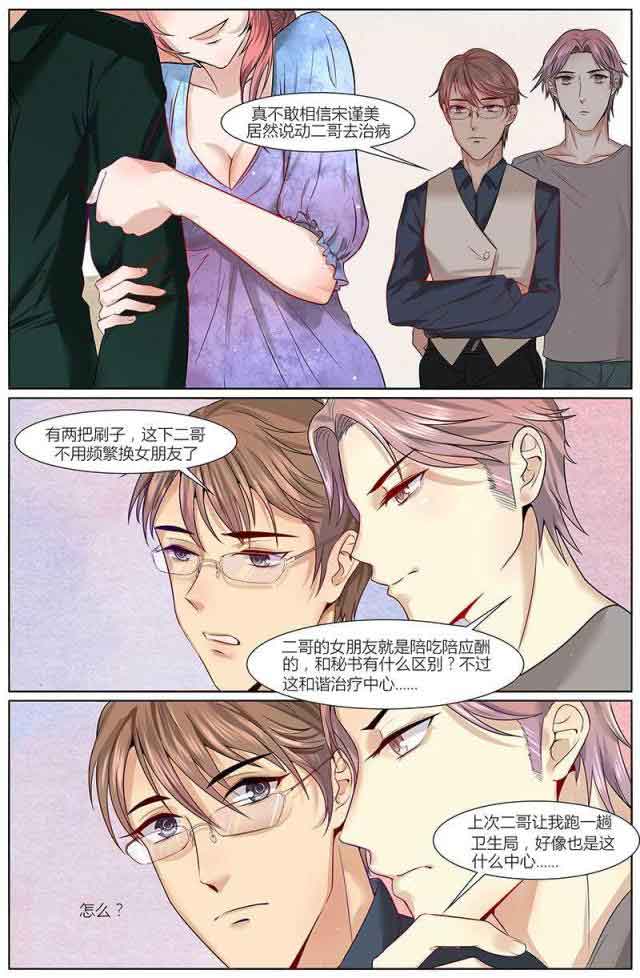 真不敢相信宋谨美
居然说动二哥去治病
有两把刷子，这下二哥
不用频繁换女朋友了
二哥的女朋友就是陪吃陪应酬
的，和秘书有什么区别？不过
这和谐治疗中心……
上次二哥让我跑一趟
卫生局，好像也是这
什么中心……
怎么？